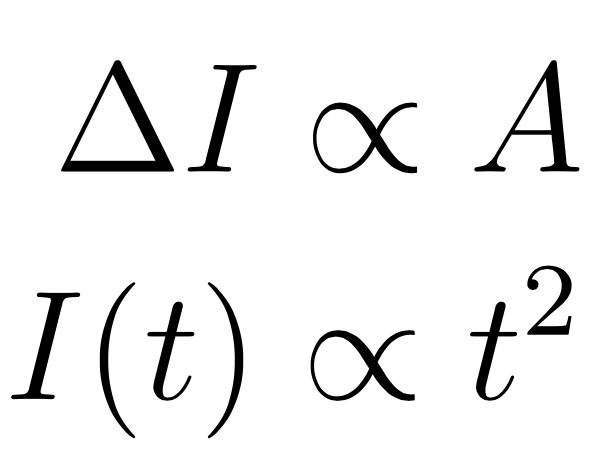 ΔI ∝ A
I(t) ∝ t²